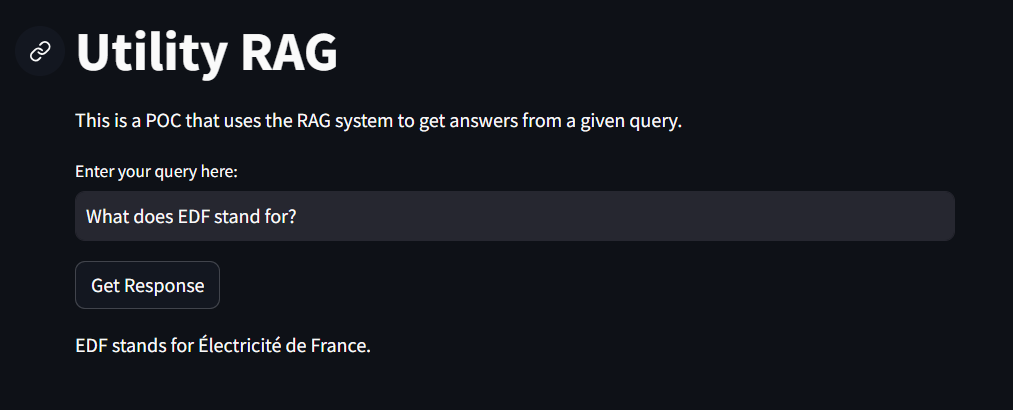 Utility RAG
This is a POC that uses the RAG system to get answers from a given query.
Enter your query here:
What does EDF stand for?
Get Response
EDF stands for Électricité de France.